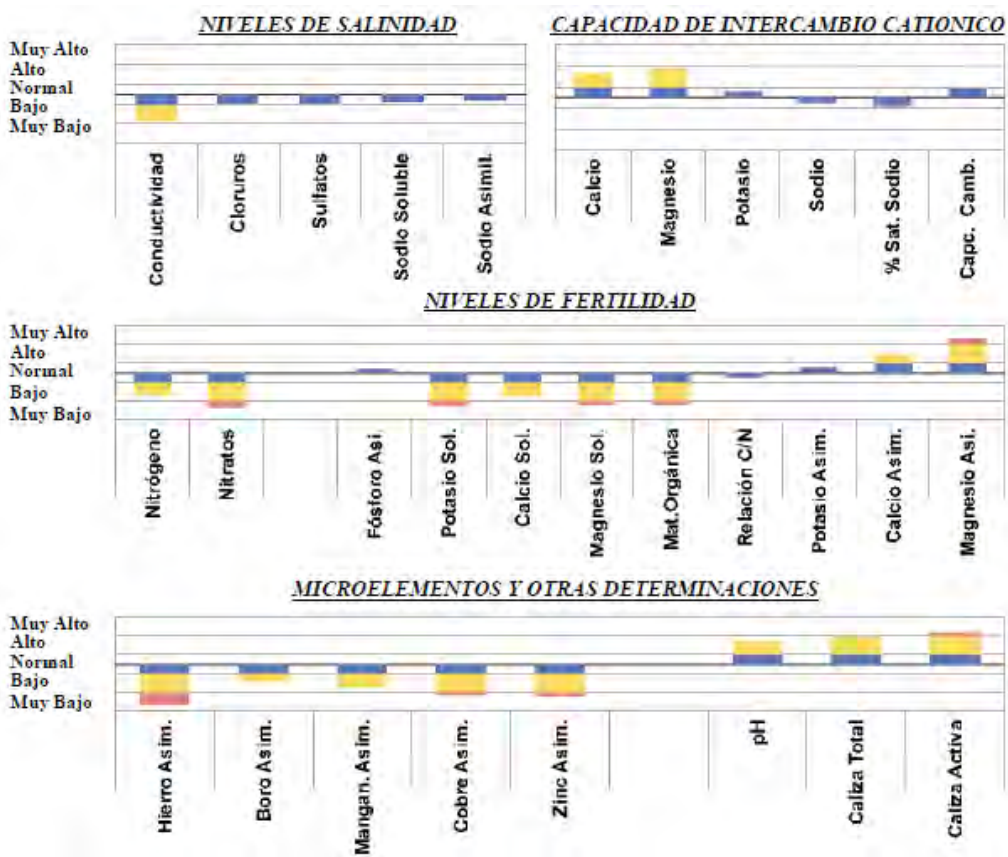 NIVELES DE SALINIDAD
CAPACIDAD DE INTERCAMBIO CATIONICO
Muy Alto
Alto
Normal
Bajo
Muy Bajo
Conductividad
Cloruros
Sulfatos
Sodio Soluble
Sodio Asimil.
Calcio
Magnesio
Potasio
Sodio
% Sat. Sodio
Capc. Camb.
NIVELES DE FERTILIDAD
Muy Alto
Alto
Normal
Bajo
Muy Bajo
Nitrógeno
Nitratos
Fósforo Asi.
Potasio Sol.
Calcio Sol.
Magnesio Sol.
Mat.Orgánica
Relación C/N
Potasio Asim.
Calcio Asim.
Magnesio Asi.
MICROELEMENTOS Y OTRAS DETERMINACIONES
Muy Alto
Alto
Normal
Bajo
Muy Bajo
Hierro Asim.
Boro Asim.
Mangan. Asim.
Cobre Asim.
Zinc Asim.
pH
Caliza Total
Caliza Activa